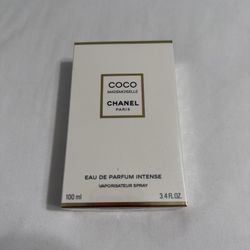 COCO
MADEMOISELLE
CHANEL
PARIS
EAU DE PARFUM INTENSE
VAPORISATEUR SPRAY
100 ml 3.4 FL.OZ.